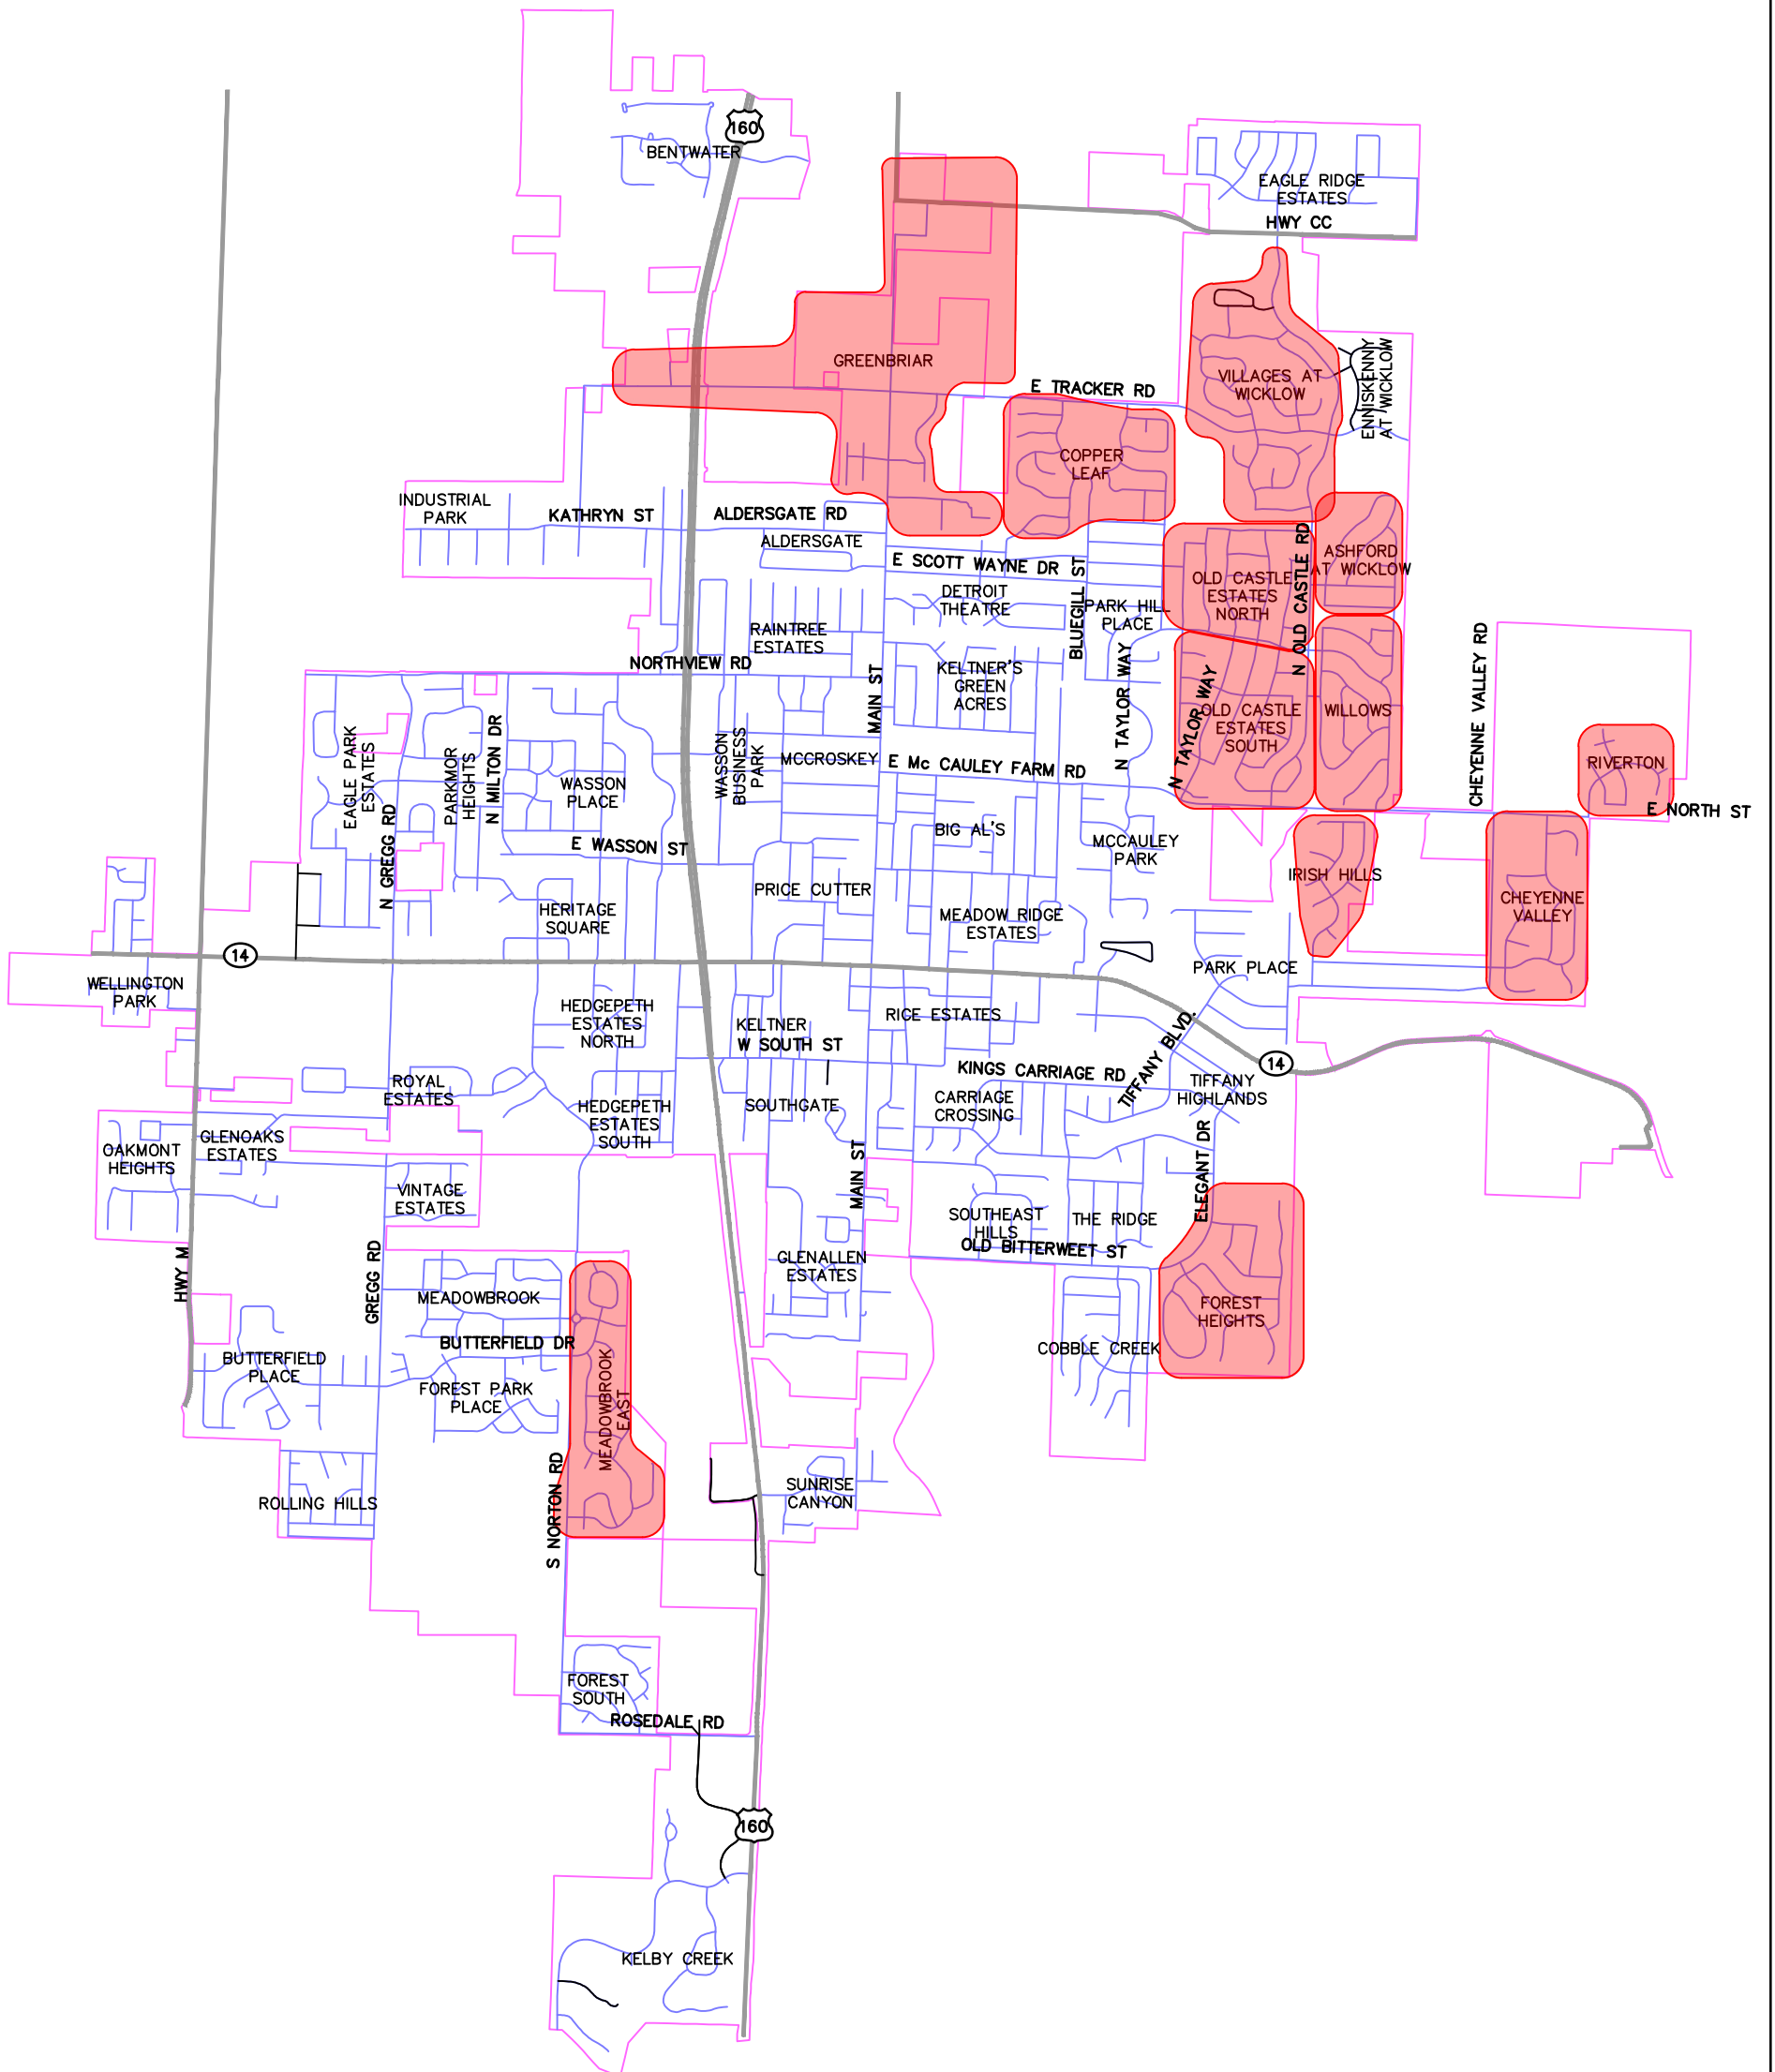 160
BENTWATER
EAGLE RIDGE
ESTATES
HWY CC
GREENBRIAR
E TRACKER RD
VILLAGES AT
WICKLOW
ENNISKENNY
AT WICKLOW
COPPER
LEAF
INDUSTRIAL
PARK
KATHRYN ST
ALDERSGATE RD
ALDERSGATE
E SCOTT WAYNE DR
BLUEGILL ST
N OLD CASTLE RD
ASHFORD
AT WICKLOW
OLD CASTLE
ESTATES
NORTH
DETROIT
THEATRE
PARK HILL
PLACE
RAINTREE
ESTATES
NORTHVIEW RD
MAIN ST
KELTNER'S
GREEN
ACRES
N TAYLOR WAY
N TAYLOR WAY
OLD CASTLE
ESTATES
SOUTH
WILLOWS
CHEYENNE VALLEY RD
RIVERTON
E NORTH ST
EAGLE PARK
ESTATES
PARKMOR
HEIGHTS
N MILTON DR
WASSON
PLACE
WASSON
BUSINESS
PARK
MCCROSKEY
E Mc CAULEY FARM RD
N GREGG RD
E WASSON ST
BIG AL'S
MCCAULEY
PARK
IRISH HILLS
CHEYENNE
VALLEY
PRICE CUTTER
HERITAGE
SQUARE
MEADOW RIDGE
ESTATES
14
PARK PLACE
WELLINGTON
PARK
HEDGEPETH
ESTATES
NORTH
KELTNER
W SOUTH ST
RICE ESTATES
TIFFANY BLVD.
14
KINGS CARRIAGE RD
ROYAL
ESTATES
HEDGEPETH
ESTATES
SOUTH
SOUTHGATE
CARRIAGE
CROSSING
TIFFANY
HIGHLANDS
OAKMONT
HEIGHTS
GLENOAKS
ESTATES
VINTAGE
ESTATES
MAIN ST
ELEGANT DR
SOUTHEAST
HILLS
THE RIDGE
OLD BITTERWEET ST
HWY M
GREGG RD
GLENALLEN
ESTATES
MEADOWBROOK
BUTTERFIELD DR
FOREST
HEIGHTS
COBBLE CREEK
BUTTERFIELD
PLACE
FOREST PARK
PLACE
MEADOWBROOK
EAST
ROLLING HILLS
S NORTON RD
SUNRISE
CANYON
FOREST
SOUTH
ROSEDALE RD
160
KELBY CREEK